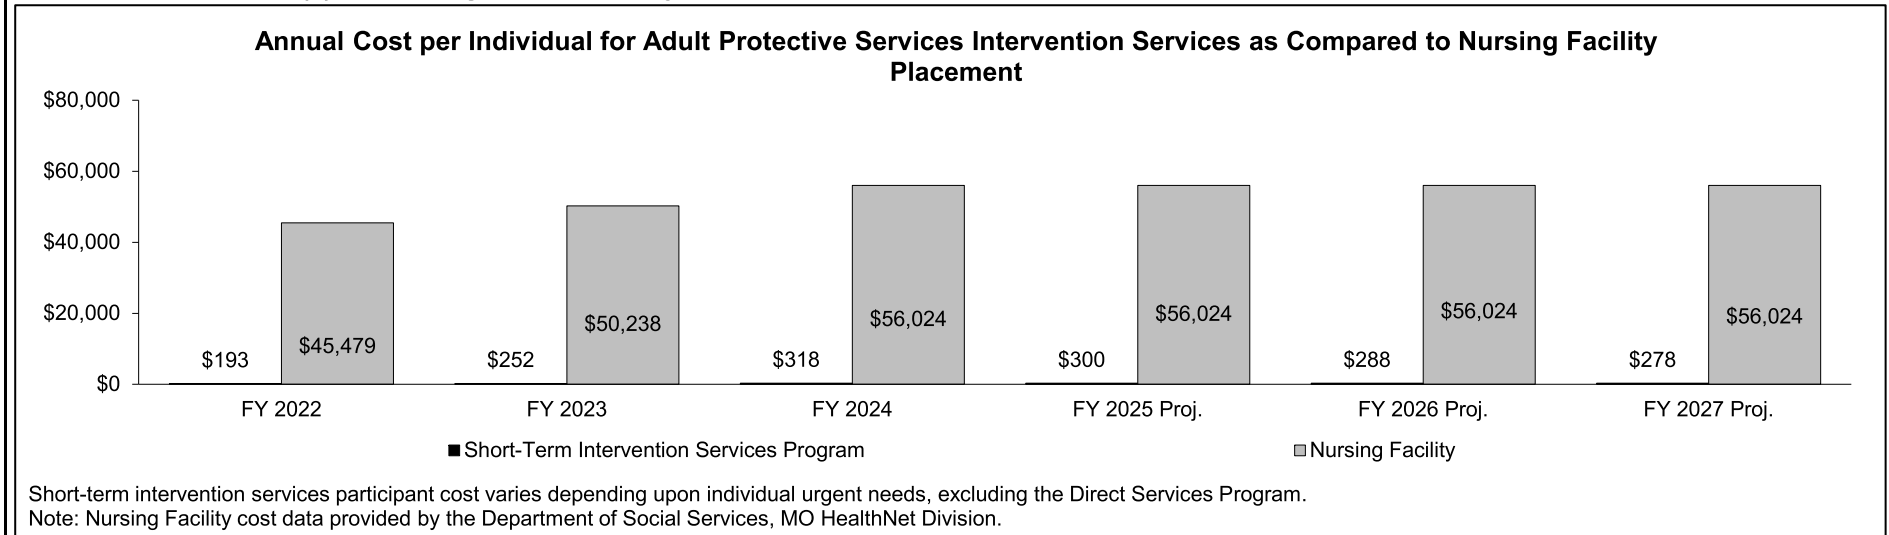 Annual Cost per Individual for Adult Protective Services Intervention Services as Compared to Nursing Facility
Placement
$80,000
$60,000
$40,000
$20,000
$0
$193
$45,479
$252
$50,238
$318
$56,024
$300
$56,024
$288
$56,024
$278
$56,024
FY 2022
FY 2023
FY 2024
FY 2025 Proj.
FY 2026 Proj.
FY 2027 Proj.
Short-Term Intervention Services Program
Nursing Facility
Short-term intervention services participant cost varies depending upon individual urgent needs, excluding the Direct Services Program.
Note: Nursing Facility cost data provided by the Department of Social Services, MO HealthNet Division.